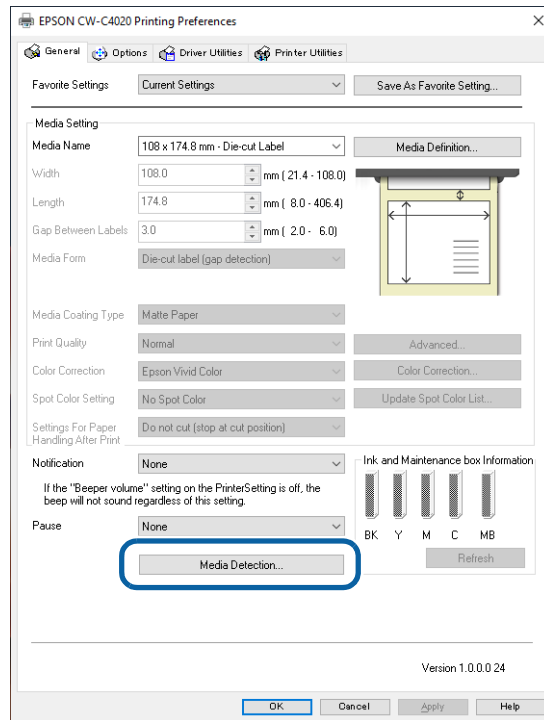 EPSON CW-C4020 Printing Preferences
General Options Driver Utilities Printer Utilities
Favorite Settings Current Settings Save As Favorite Setting...
Media Setting
Media Name 108 x 174.8 mm - Die-cut Label Media Definition...
Width 108.0 mm ( 21.4 - 108.0)
Length 174.8 mm ( 8.0 - 406.4)
Gap Between Labels 3.0 mm ( 2.0 - 6.0)
Media Form Die-cut label (gap detection)
Media Coating Type Matte Paper
Print Quality Normal Advanced...
Color Correction Epson Vivid Color Color Correction...
Spot Color Setting No Spot Color Update Spot Color List...
Settings For Paper Handling After Print Do not cut (stop at cut position)
Notification None
If the "Beeper volume" setting on the PrinterSetting is off, the
beep will not sound regardless of this setting.
Pause None
Ink and Maintenance box Information
BK Y M C MB
Refresh
Media Detection...
Version 1.0.0.0 24
OK Cancel Apply Help